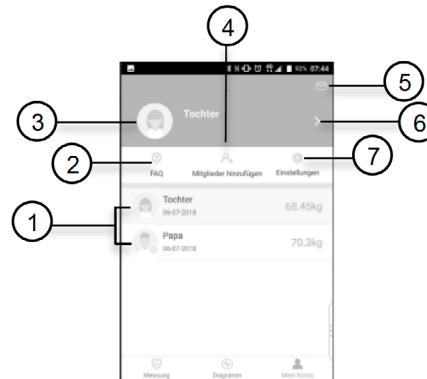 4
92% 07:44
5
3
Tochter
6
2
7
FAQ Mitglieder hinzufügen Einstellungen
1
Tochter
06-07-2018
68.45kg
Papa
06-07-2018
70.3kg
Messung Diagramm Mein Konto